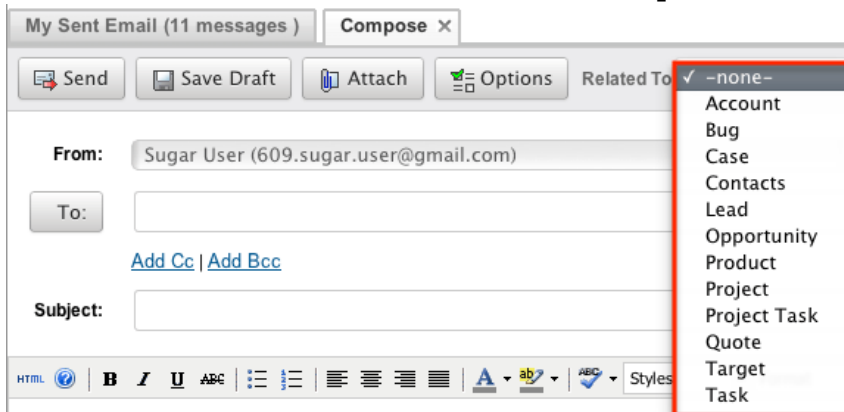 My Sent Email (11 messages ) Compose ×
Send Save Draft Attach Options Related To ✓ -none-
Account
Bug
From: Sugar User (609.sugar.user@gmail.com) Case
Contacts
To: Lead
Opportunity
Add Cc | Add Bcc Product
Project
Subject: Project Task
Quote
Target
HTML ? B I U ABC A ab ABC Styles
Task